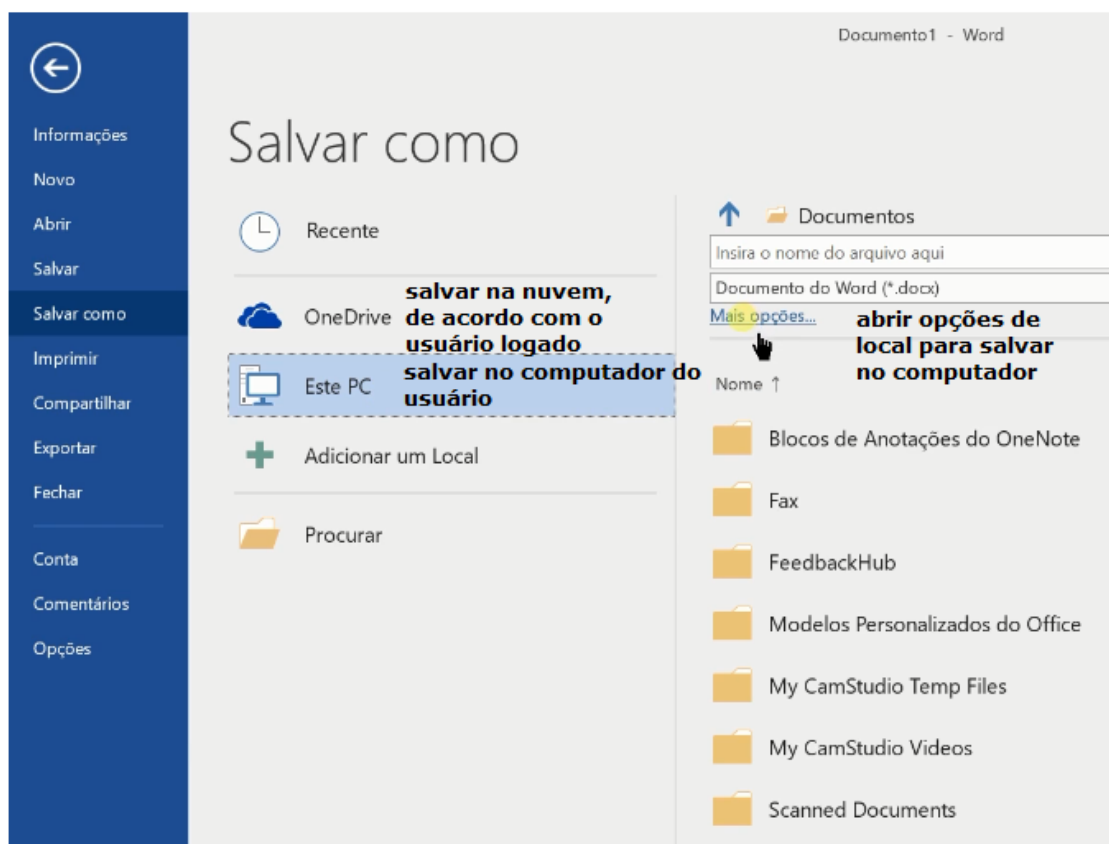 Documento1 - Word
Informações
Novo
Abrir
Salvar
Salvar como
Imprimir
Compartilhar
Exportar
Fechar
Conta
Comentários
Opções
Salvar como
Recente
OneDrive
salvar na nuvem,
de acordo com o
usuário logado
Este PC
salvar no computador do
usuário
Adicionar um Local
Procurar
Documentos
Insira o nome do arquivo aqui
Documento do Word (*.docx)
Mais opções...
abrir opções de
local para salvar
no computador
Nome ↑
Blocos de Anotações do OneNote
Fax
FeedbackHub
Modelos Personalizados do Office
My CamStudio Temp Files
My CamStudio Videos
Scanned Documents